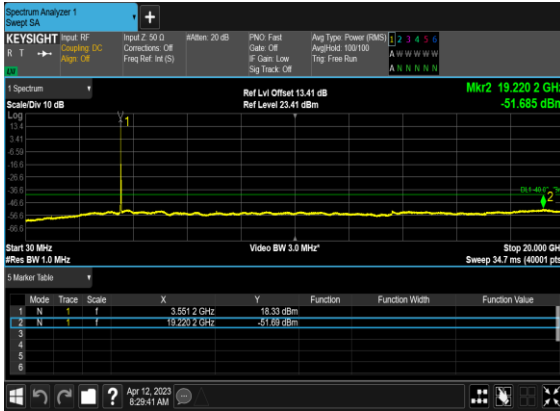 Spectrum Analyzer 1
Swept SA
+
KEYSIGHT
R T
LV
Input: RF
Coupling: DC
Align: Off
Input Z: 50 Ω
Corrections: Off
Freq Ref: Int (S)
#Atten: 20 dB
PNO: Fast
Gate: Off
IF Gain: Low
Sig Track: Off
Avg Type: Power (RMS)
Avg|Hold: 100/100
Trig: Free Run
1 2 3 4 5 6
A W W W W W
A N N N N N
1 Spectrum
Scale/Div 10 dB
Ref Lvl Offset 13.41 dB
Ref Level 23.41 dBm
Mkr2 19.220 2 GHz
-51.685 dBm
Log
13.4
3.41
-6.59
-16.6
-26.6
-36.6
-46.6
-56.6
-66.6
1
2
Start 30 MHz
#Res BW 1.0 MHz
Video BW 3.0 MHz*
Stop 20.000 GHz
Sweep 34.7 ms (40001 pts)
5 Marker Table
Mode Trace Scale X Y Function Function Width Function Value
1 N 1 f 3.551 2 GHz 18.33 dBm
2 N 1 f 19.220 2 GHz -51.69 dBm
3
4
5
6
?
Apr 12, 2023
8:29:41 AM